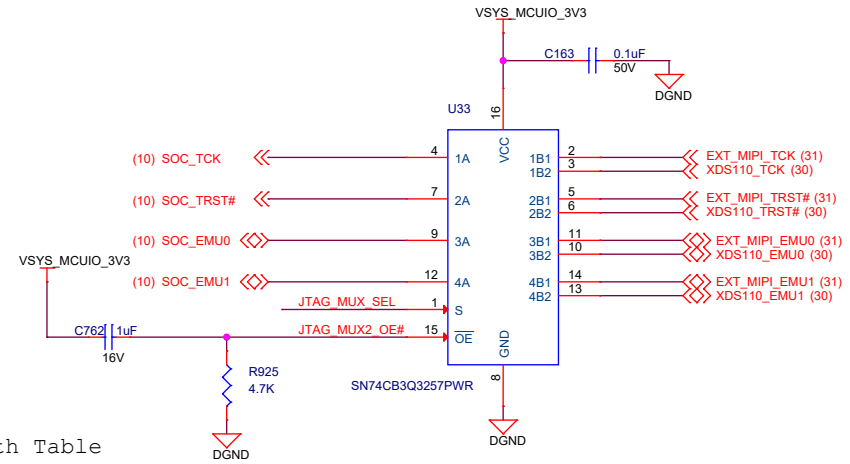 VSYS_MCUIO_3V3
C163 0.1uF
50V
DGND
U33
16
VCC
(10) SOC_TCK 4 1A 1B1 2 EXT_MIPI_TCK (31)
1B2 3 XDS110_TCK (30)
(10) SOC_TRST# 7 2A 2B1 5 EXT_MIPI_TRST# (31)
2B2 6 XDS110_TRST# (30)
(10) SOC_EMU0 9 3A 3B1 11 EXT_MIPI_EMU0 (31)
3B2 10 XDS110_EMU0 (30)
VSYS_MCUIO_3V3
(10) SOC_EMU1 12 4A 4B1 14 EXT_MIPI_EMU1 (31)
4B2 13 XDS110_EMU1 (30)
JTAG_MUX_SEL 1 S
C762 1uF
16V
JTAG_MUX2_OE# 15 OE
GND
8
R925
4.7K
SN74CB3Q3257PWR
DGND
DGND
th Table